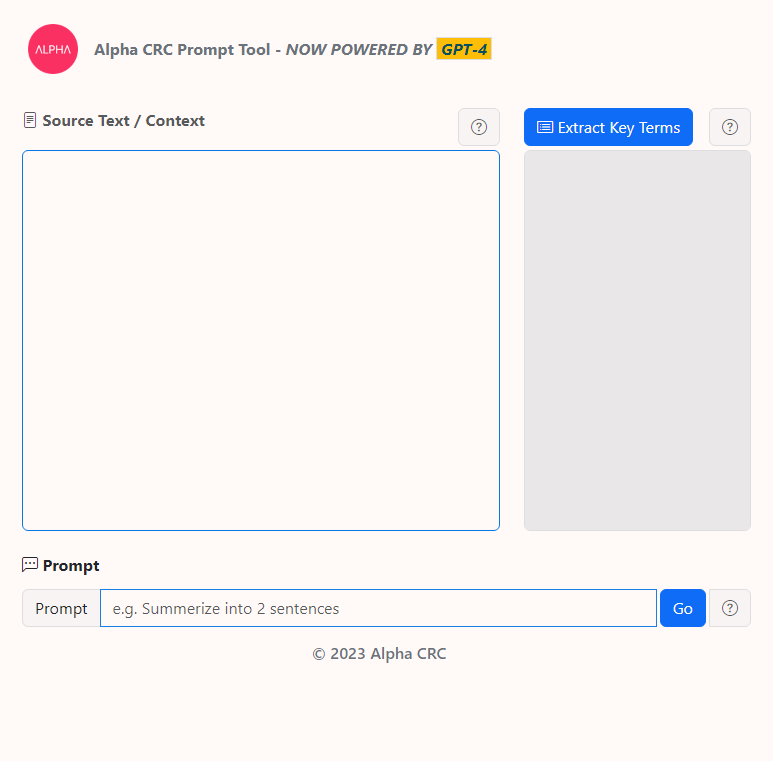 ALPHA
Alpha CRC Prompt Tool - NOW POWERED BY GPT-4
Source Text / Context
Extract Key Terms
Prompt
Prompt
e.g. Summerize into 2 sentences
Go
© 2023 Alpha CRC